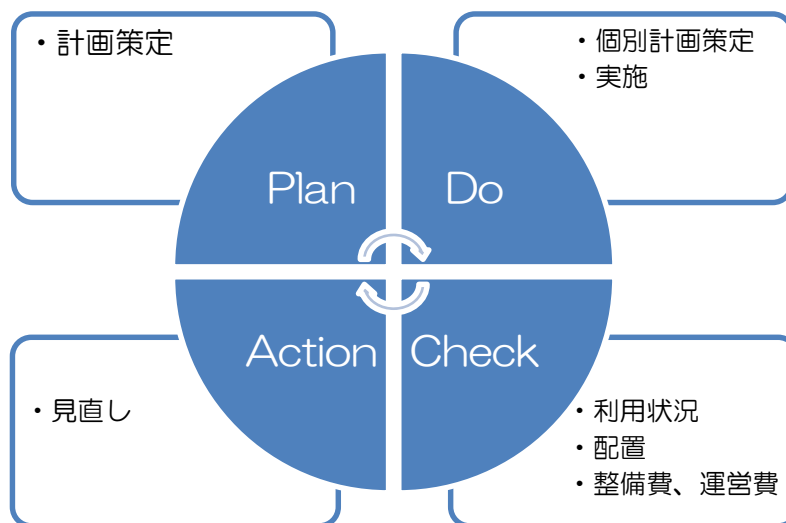 ・計画策定
・個別計画策定
・実施
Plan
Do
Action
Check
・見直し
・利用状況
・配置
・整備費、運営費